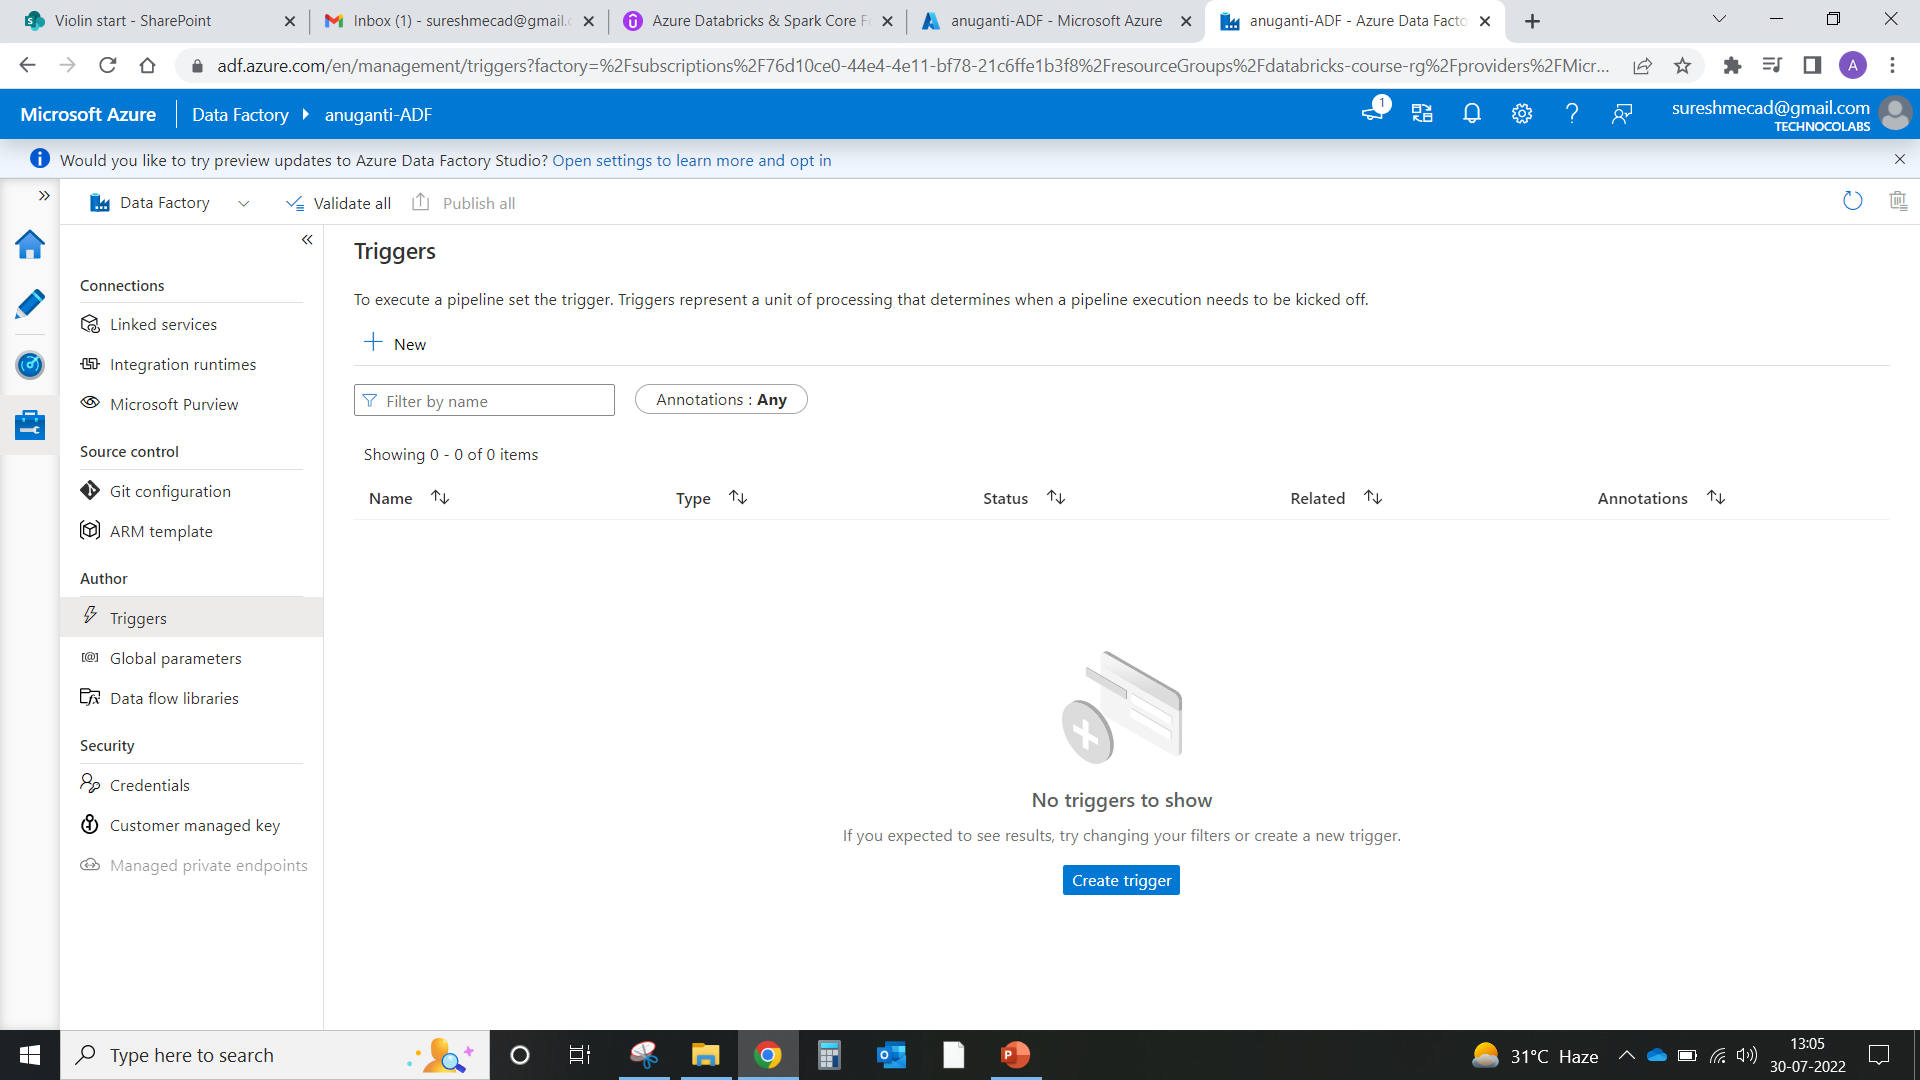 Violin start - SharePoint
Inbox (1) - sureshmecad@gmail.c
Azure Databricks & Spark Core Fo
anuganti-ADF - Microsoft Azure
anuganti-ADF - Azure Data Facto
adf.azure.com/en/management/triggers?factory=%2Fsubscriptions%2F76d10ce0-44e4-4e11-bf78-21c6ffe1b3f8%2FresourceGroups%2Fdatabricks-course-rg%2Fproviders%2FMicr...
A
Microsoft Azure
Data Factory
anuganti-ADF
1
sureshmecad@gmail.com
TECHNOCOLABS
Would you like to try preview updates to Azure Data Factory Studio? Open settings to learn more and opt in
Data Factory
Validate all
Publish all
Connections
Linked services
Integration runtimes
Microsoft Purview
Source control
Git configuration
ARM template
Author
Triggers
Global parameters
Data flow libraries
Security
Credentials
Customer managed key
Managed private endpoints
Triggers
To execute a pipeline set the trigger. Triggers represent a unit of processing that determines when a pipeline execution needs to be kicked off.
New
Filter by name
Annotations : Any
Showing 0 - 0 of 0 items
Name
Type
Status
Related
Annotations
No triggers to show
If you expected to see results, try changing your filters or create a new trigger.
Create trigger
Type here to search
31°C Haze
13:05
30-07-2022